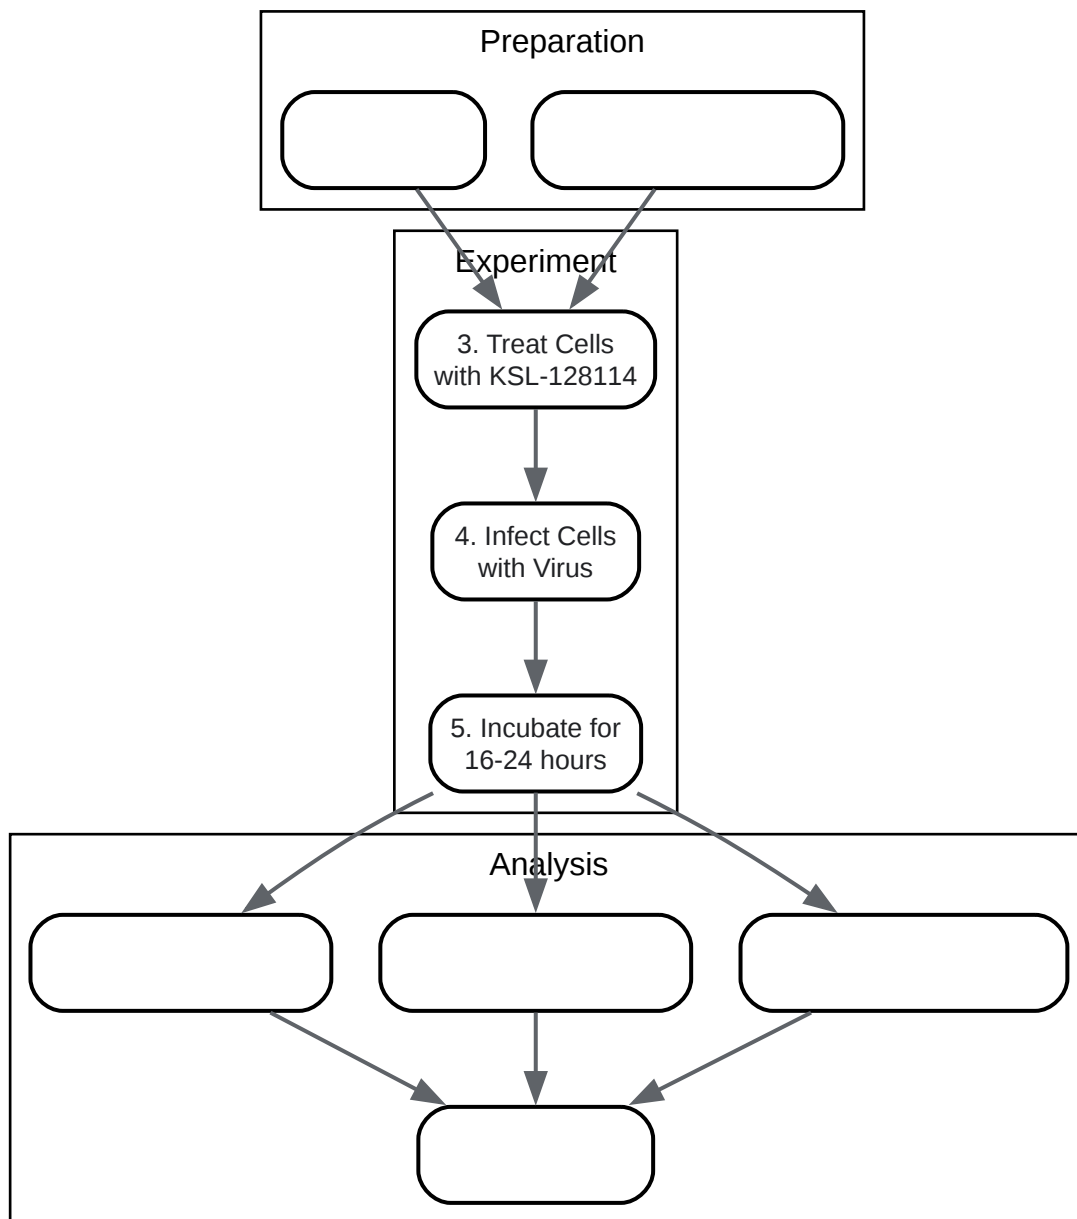 Preparation
Experiment
3. Treat Cells
with KSL-128114
4. Infect Cells
with Virus
5. Incubate for
16-24 hours
Analysis